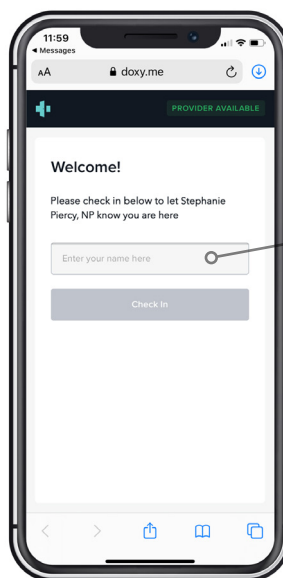 11:59
Messages
AA doxy.me
PROVIDER AVAILABLE
Welcome!
Please check in below to let Stephanie
Piercy, NP know you are here
Enter your name here
Check In